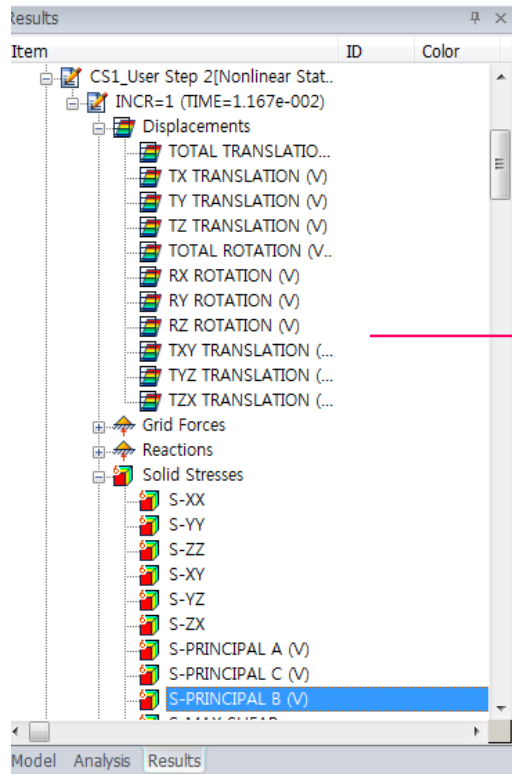 Results
Item ID Color
CS1_User Step 2[Nonlinear Stat..
INCR=1 (TIME=1.167e-002)
Displacements
TOTAL TRANSLATIO...
TX TRANSLATION (V)
TY TRANSLATION (V)
TZ TRANSLATION (V)
TOTAL ROTATION (V..
RX ROTATION (V)
RY ROTATION (V)
RZ ROTATION (V)
TXY TRANSLATION (...
TYZ TRANSLATION (...
TZX TRANSLATION (...
Grid Forces
Reactions
Solid Stresses
S-XX
S-YY
S-ZZ
S-XY
S-YZ
S-ZX
S-PRINCIPAL A (V)
S-PRINCIPAL C (V)
S-PRINCIPAL B (V)
S-MAX SHEAR
Model Analysis Results